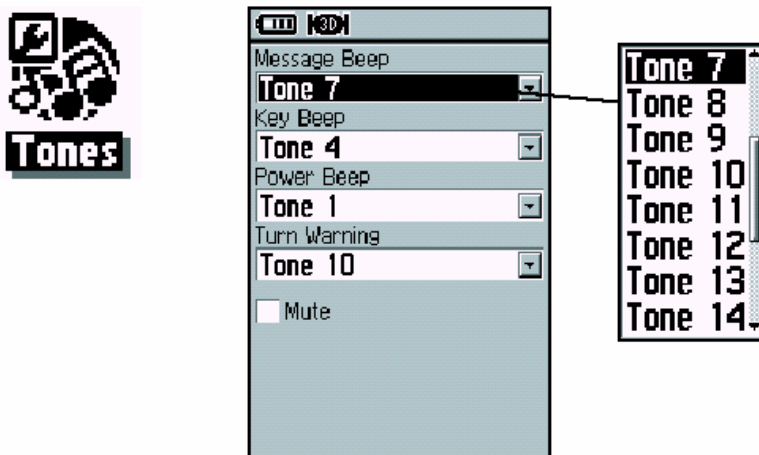 Tones
3D
Message Beep
Tone 7
Key Beep
Tone 4
Power Beep
Tone 1
Turn Warning
Tone 10
Mute
Tone 7
Tone 8
Tone 9
Tone 10
Tone 11
Tone 12
Tone 13
Tone 14